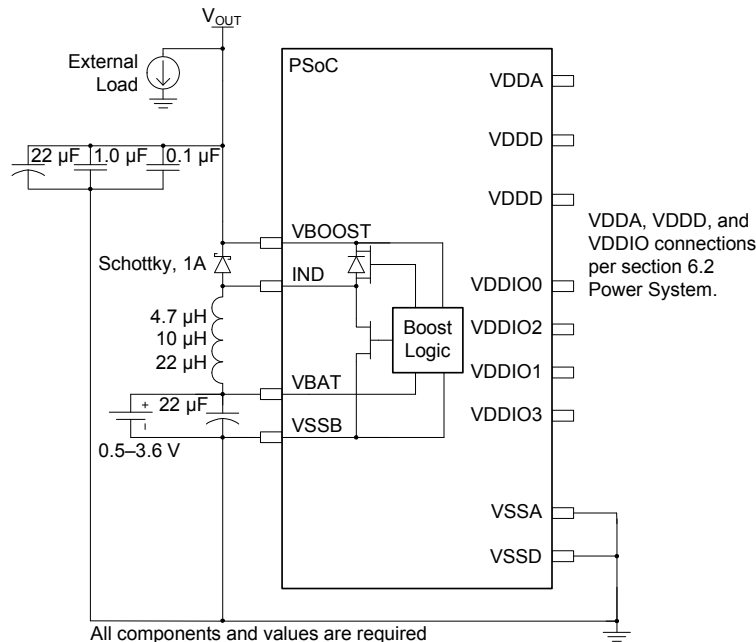 VOUT
External
Load
PSoC
VDDA
VDDD
22 µF
1.0 µF
0.1 µF
VDDD
VDDA, VDDD, and
VDDIO connections
per section 6.2
Power System.
VBOOST
Schottky, 1A
IND
VDDIO0
4.7 µH
10 µH
22 µH
Boost
Logic
VDDIO2
VDDIO1
VBAT
22 µF
VDDIO3
VSSB
+
0.5–3.6 V
VSSA
VSSD
All components and values are required